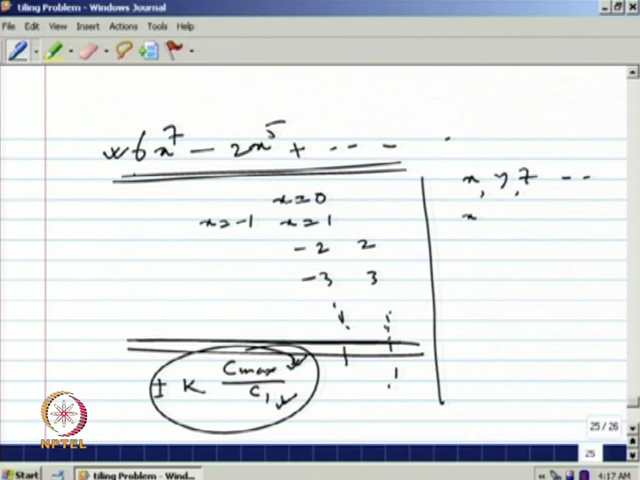 tiling Problem - Windows Journal
File Edit View Insert Actions Tools Help
6x^7 - 2x^5 + -- - -
x, y, z --
x = 0
x = -1 x = 1
x
-2 2
-3 3
± K Cmax / C1
NPTEL
25 / 26
25
Start tiling Problem - Wind... 4:17 AM